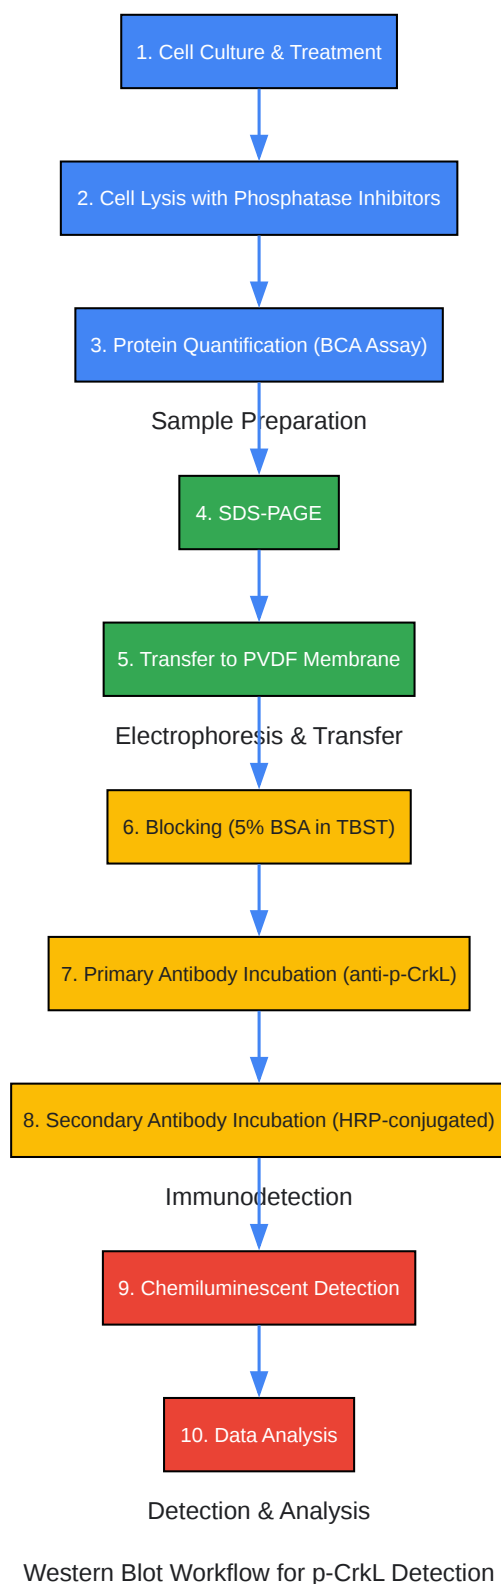 1. Cell Culture & Treatment
2. Cell Lysis with Phosphatase Inhibitors
3. Protein Quantification (BCA Assay)
Sample Preparation
4. SDS-PAGE
5. Transfer to PVDF Membrane
Electrophoresis & Transfer
6. Blocking (5% BSA in TBST)
7. Primary Antibody Incubation (anti-p-CrkL)
8. Secondary Antibody Incubation (HRP-conjugated)
Immunodetection
9. Chemiluminescent Detection
10. Data Analysis
Detection & Analysis
Western Blot Workflow for p-CrkL Detection